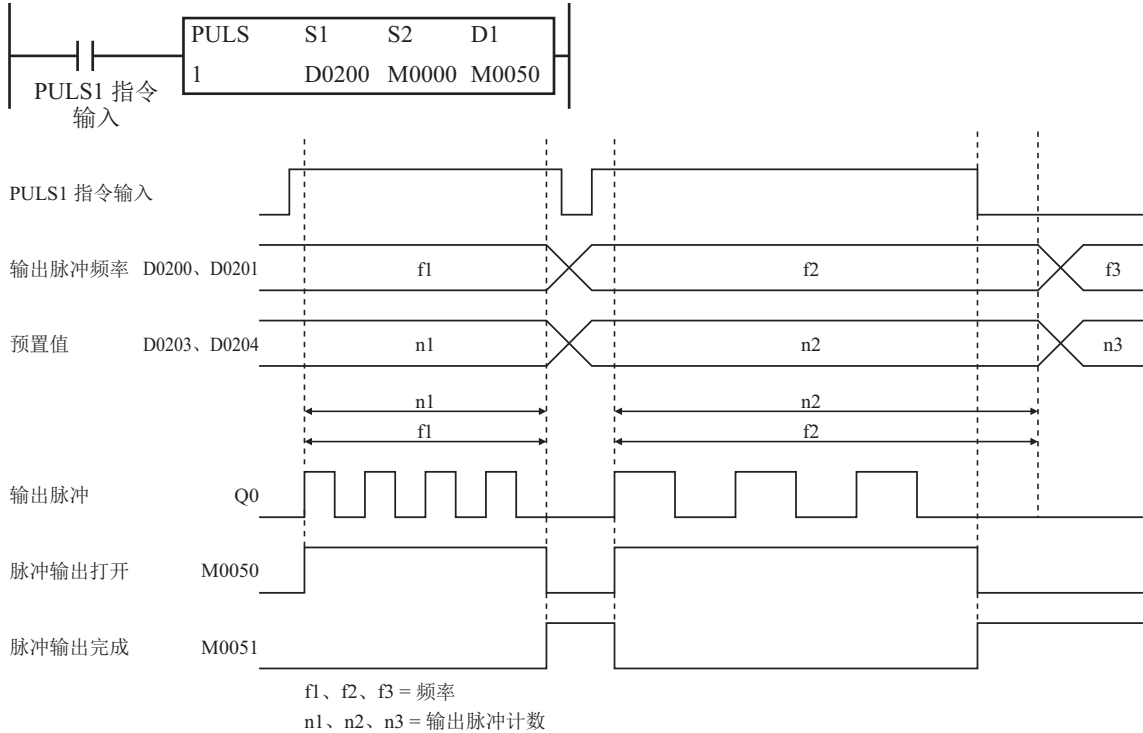 PULS S1 S2 D1
1 D0200 M0000 M0050
PULS1 指令
输入
PULS1 指令输入
输出脉冲频率 D0200、D0201 f1 f2 f3
预置值 D0203、D0204 n1 n2 n3
n1 n2
f1 f2
输出脉冲 Q0
脉冲输出打开 M0050
脉冲输出完成 M0051
f1、f2、f3 = 频率
n1、n2、n3 = 输出脉冲计数